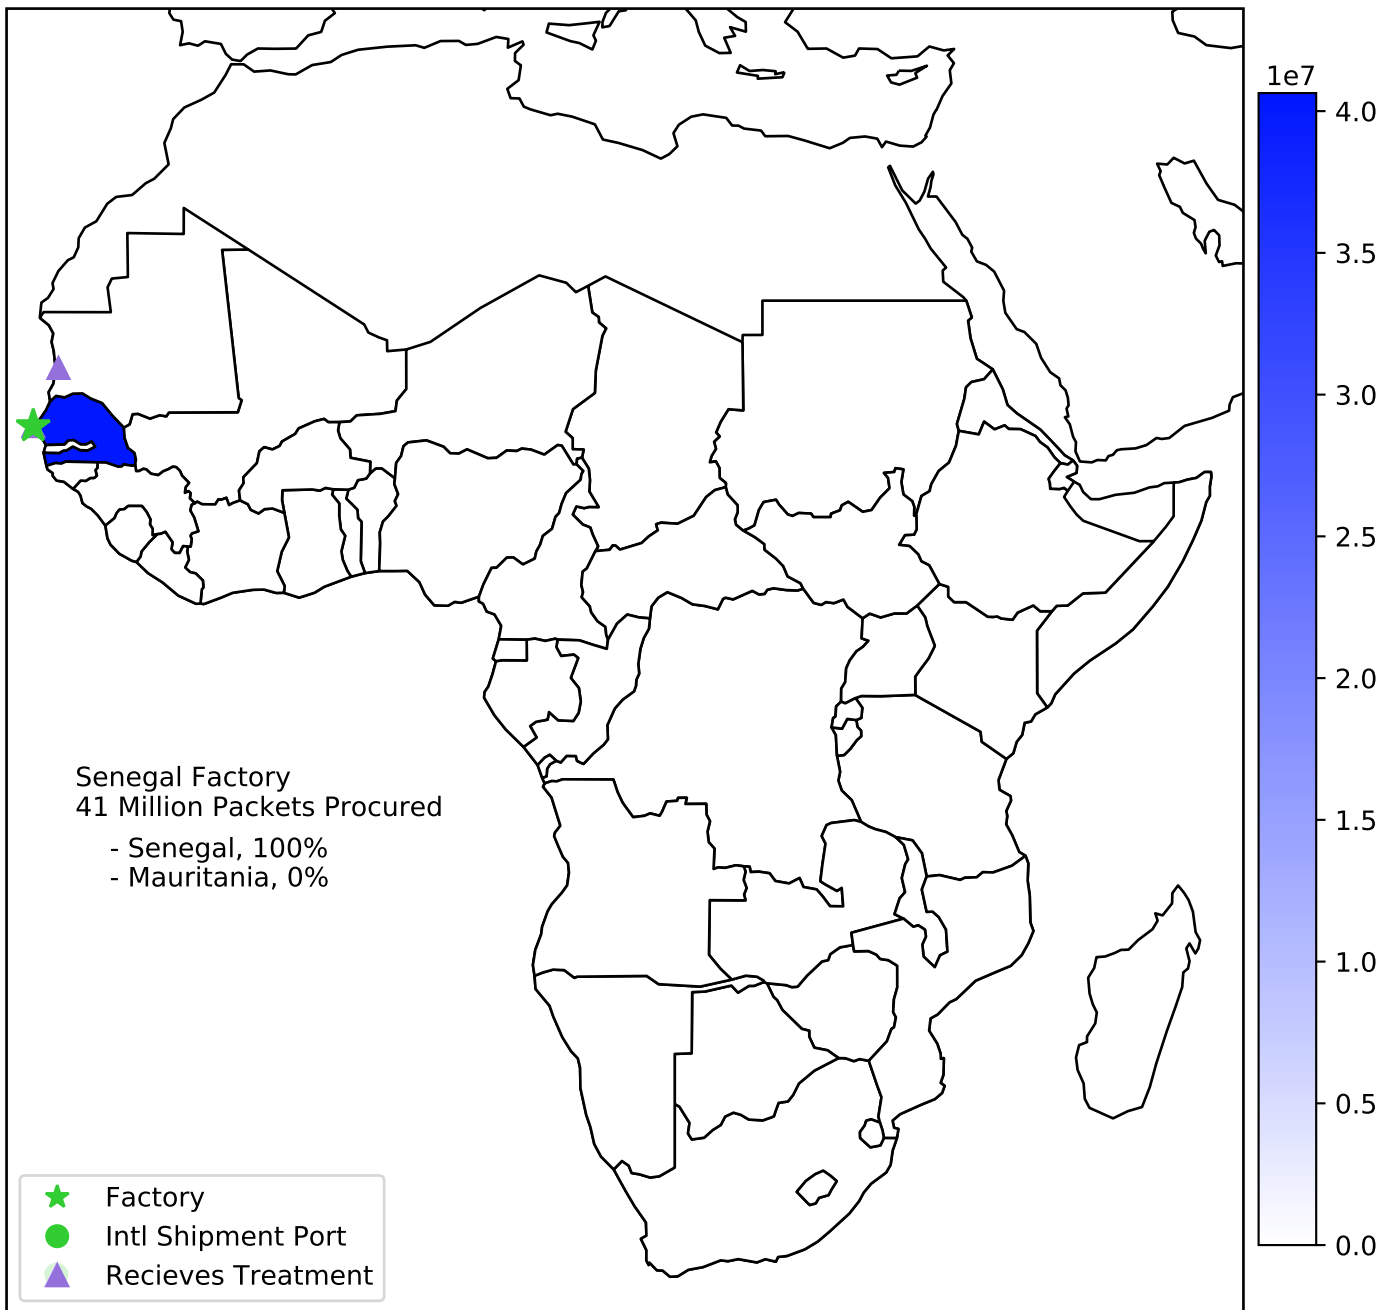 1e7
4.0
3.5
3.0
2.5
2.0
1.5
1.0
0.5
0.0
Senegal Factory
41 Million Packets Procured
- Senegal, 100%
- Mauritania, 0%
Factory
Intl Shipment Port
Recieves Treatment